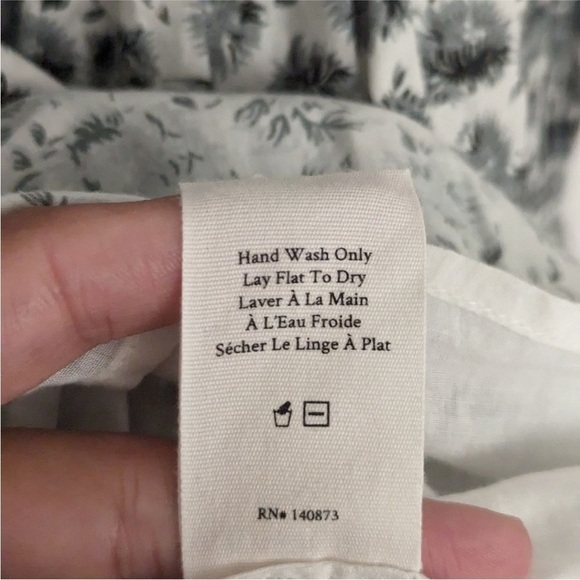 Hand Wash Only
Lay Flat To Dry
Laver À La Main
À L'Eau Froide
Sécher Le Linge À Plat
RN# 140873